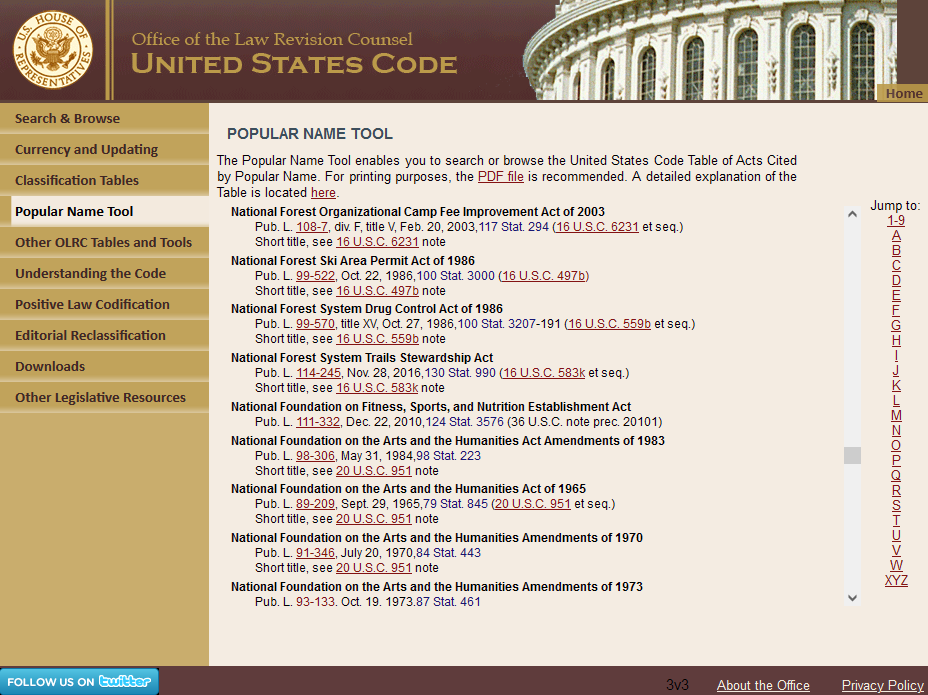 U.S. HOUSE OF REPRESENTATIVES
Office of the Law Revision Counsel
UNITED STATES CODE
Home
Search & Browse
Currency and Updating
Classification Tables
Popular Name Tool
Other OLRC Tables and Tools
Understanding the Code
Positive Law Codification
Editorial Reclassification
Downloads
Other Legislative Resources
POPULAR NAME TOOL
The Popular Name Tool enables you to search or browse the United States Code Table of Acts Cited
by Popular Name. For printing purposes, the PDF file is recommended. A detailed explanation of the
Table is located here.
National Forest Organizational Camp Fee Improvement Act of 2003
Pub. L. 108-7, div. F, title V, Feb. 20, 2003,117 Stat. 294 (16 U.S.C. 6231 et seq.)
Short title, see 16 U.S.C. 6231 note
National Forest Ski Area Permit Act of 1986
Pub. L. 99-522, Oct. 22, 1986,100 Stat. 3000 (16 U.S.C. 497b)
Short title, see 16 U.S.C. 497b note
National Forest System Drug Control Act of 1986
Pub. L. 99-570, title XV, Oct. 27, 1986,100 Stat. 3207-191 (16 U.S.C. 559b et seq.)
Short title, see 16 U.S.C. 559b note
National Forest System Trails Stewardship Act
Pub. L. 114-245, Nov. 28, 2016,130 Stat. 990 (16 U.S.C. 583k et seq.)
Short title, see 16 U.S.C. 583k note
National Foundation on Fitness, Sports, and Nutrition Establishment Act
Pub. L. 111-332, Dec. 22, 2010,124 Stat. 3576 (36 U.S.C. note prec. 20101)
National Foundation on the Arts and the Humanities Act Amendments of 1983
Pub. L. 98-306, May 31, 1984,98 Stat. 223
Short title, see 20 U.S.C. 951 note
National Foundation on the Arts and the Humanities Act of 1965
Pub. L. 89-209, Sept. 29, 1965,79 Stat. 845 (20 U.S.C. 951 et seq.)
Short title, see 20 U.S.C. 951 note
National Foundation on the Arts and the Humanities Amendments of 1970
Pub. L. 91-346, July 20, 1970,84 Stat. 443
Short title, see 20 U.S.C. 951 note
National Foundation on the Arts and the Humanities Amendments of 1973
Pub. L. 93-133, Oct. 19, 1973,87 Stat. 461
Jump to:
1-9
A
B
C
D
E
F
G
H
I
J
K
L
M
N
O
P
Q
R
S
T
U
V
W
XYZ
FOLLOW US ON twitter
3v3
About the Office
Privacy Policy